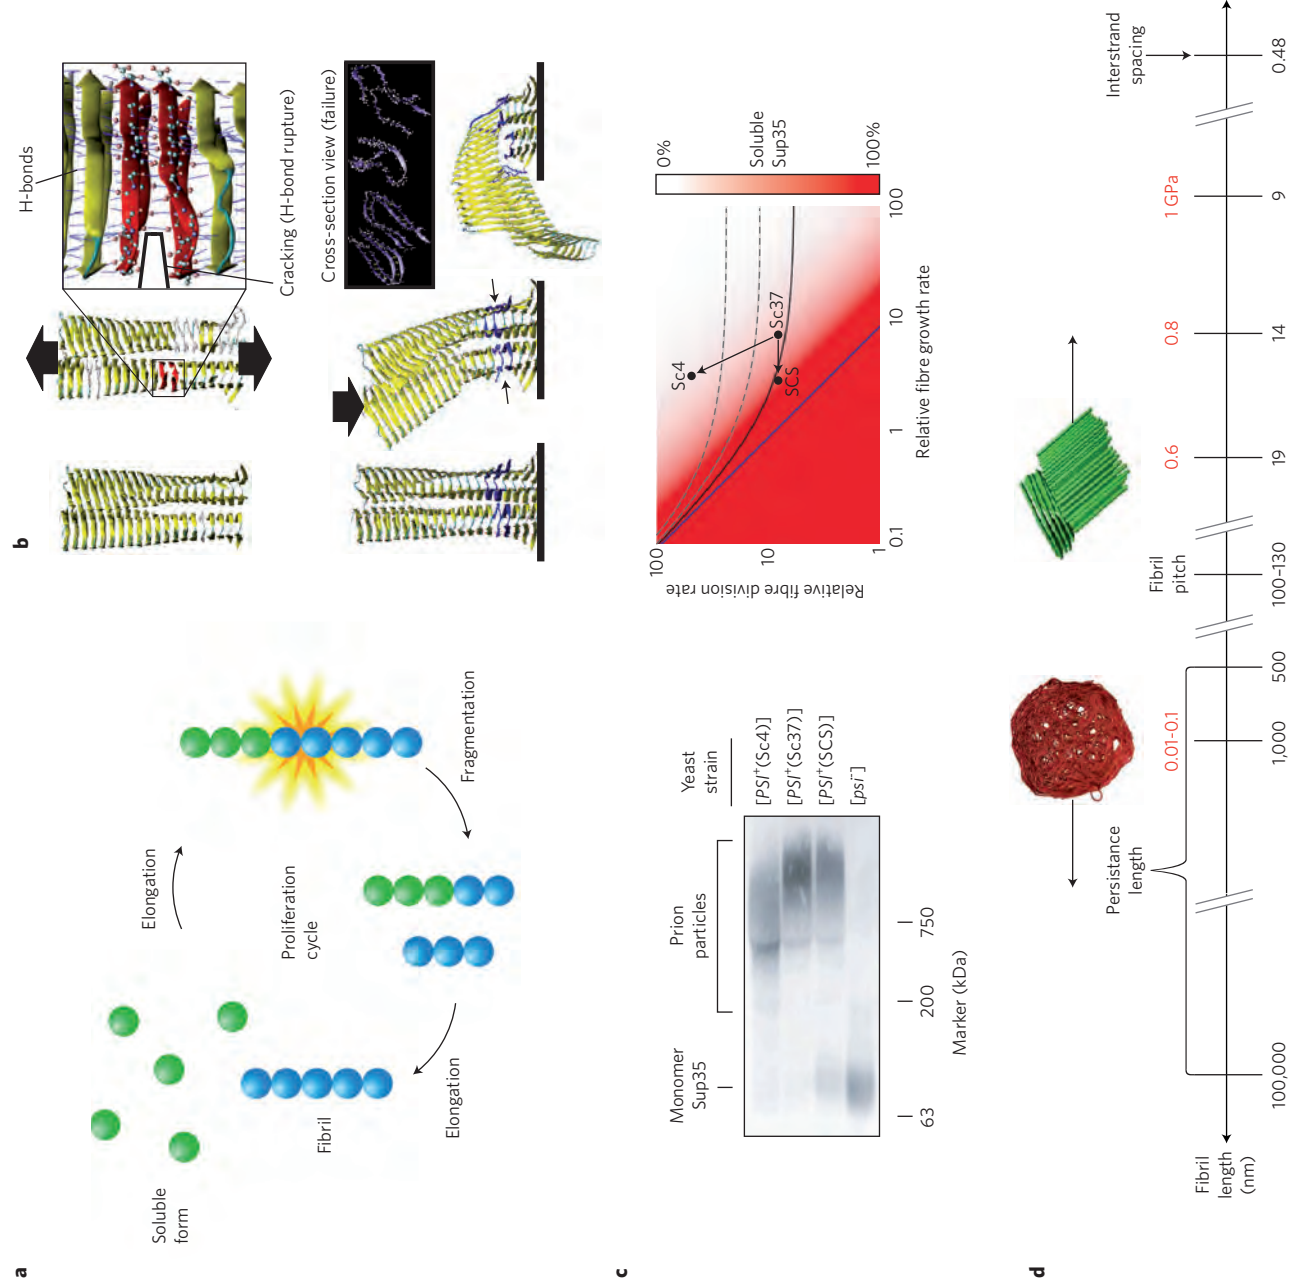 a
Soluble
form
Fibril
Elongation
Elongation
Proliferation
cycle
Fragmentation
b
H-bonds
Cracking (H-bond rupture)
Cross-section view (failure)
c
Monomer
Sup35
Prion
particles
Yeast
strain
[PSI+(Sc4)]
[PSI+(Sc37)]
[PSI+(SCS)]
[psi-]
63
200
750
Marker (kDa)
Relative fibre division rate
100
10
1
0.1
1
10
100
Relative fibre growth rate
Sc4
Sc37
SCS
0%
Soluble
Sup35
100%
d
Persistance
length
0.01-0.1
Fibril
pitch
0.6
0.8
1 GPa
Interstrand
spacing
Fibril
length
(nm)
100,000
1,000
500
100-130
19
14
9
0.48